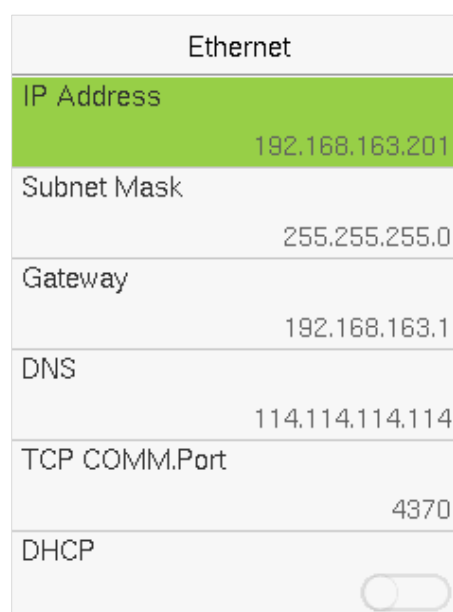 Ethernet
IP Address
192.168.163.201
Subnet Mask
255.255.255.0
Gateway
192.168.163.1
DNS
114.114.114.114
TCP COMM.Port
4370
DHCP